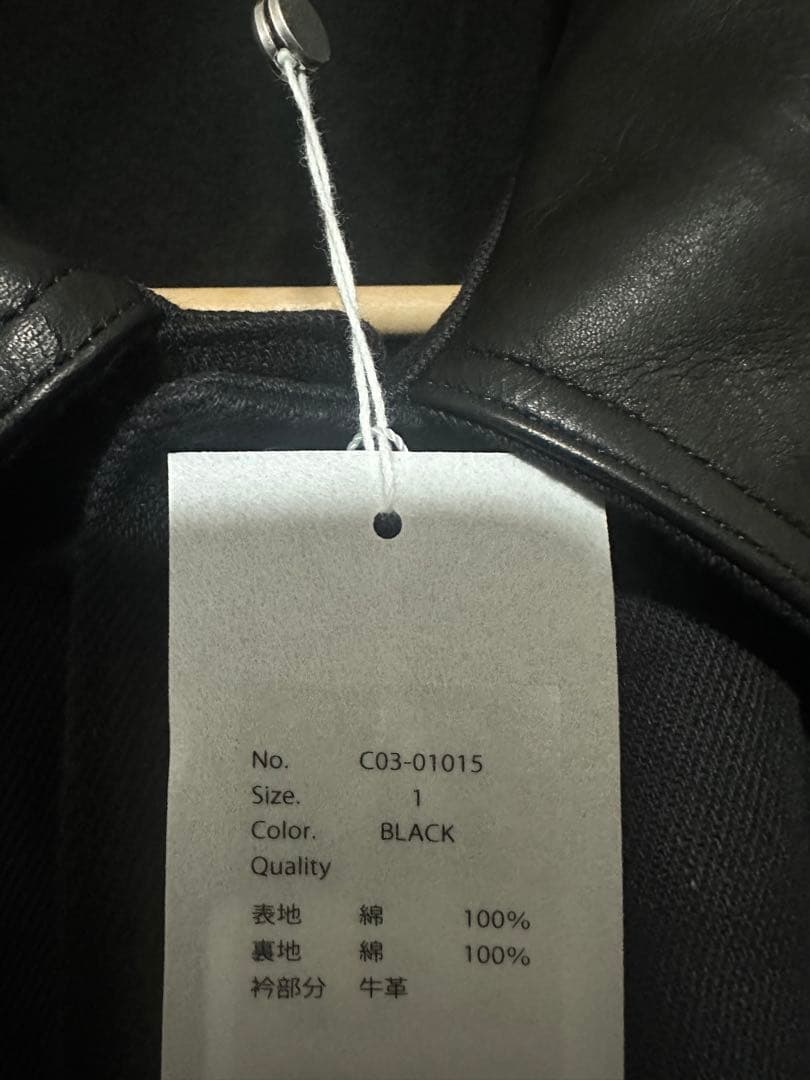 No. C03-01015
Size. 1
Color. BLACK
Quality
表地 綿 100%
裏地 綿 100%
衿部分 牛革